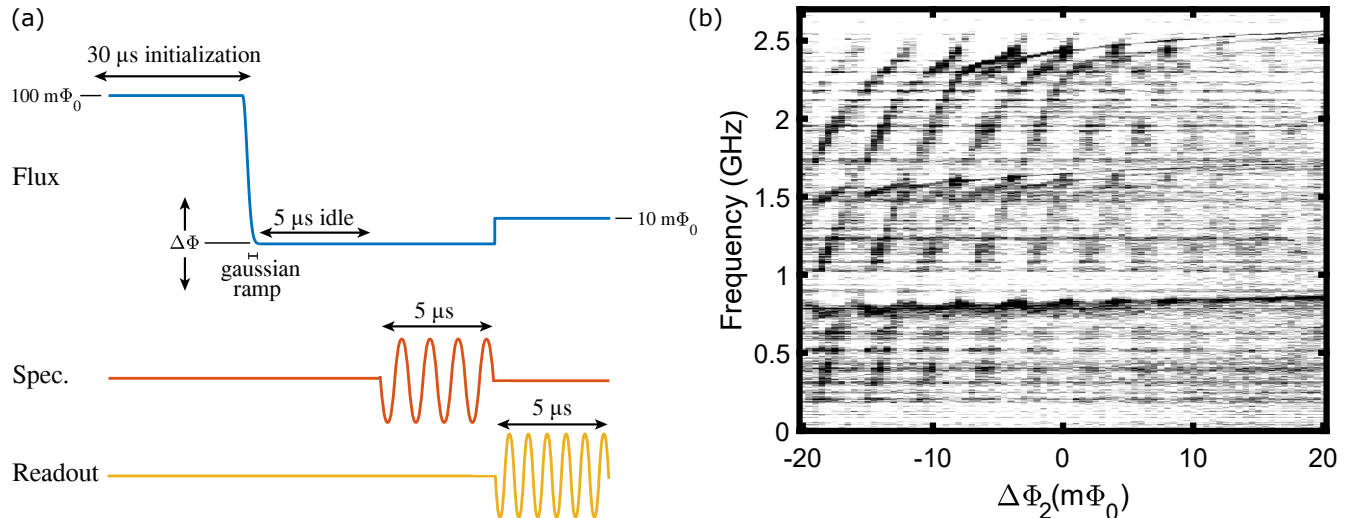 (a)
30 μs initialization
100 mΦ₀
Flux
5 μs idle
10 mΦ₀
ΔΦ
gaussian
ramp
5 μs
Spec.
5 μs
Readout
(b)
Frequency (GHz)
2.5
2
1.5
1
0.5
0
-20
-10
0
10
20
ΔΦ₂(mΦ₀)